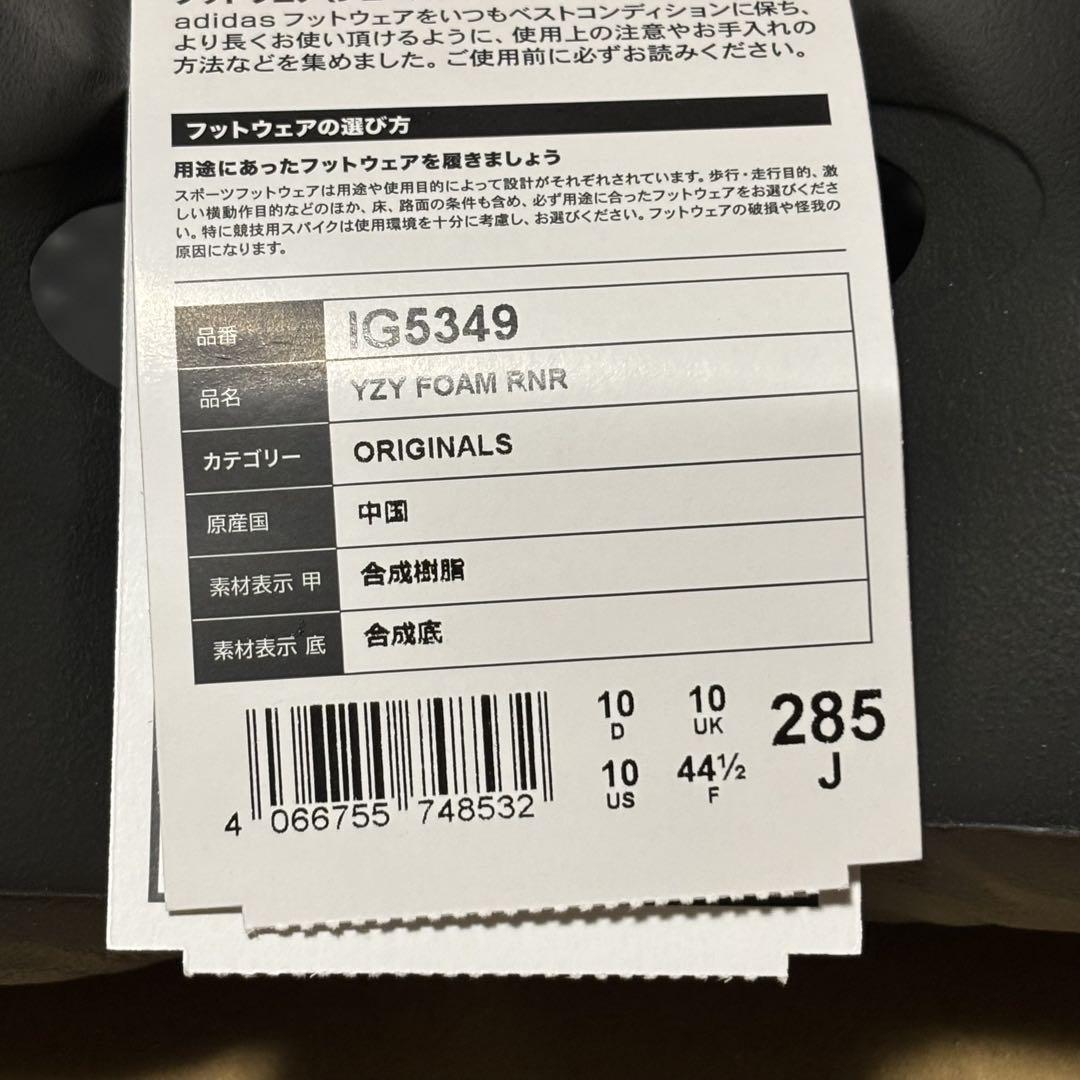 adidas フットウェアをいつもベストコンディションに保ち、
より長くお使い頂けるように、使用上の注意やお手入れの
方法などを集めました。ご使用前に必ずお読みください。
フットウェアの選び方
用途にあったフットウェアを履きましょう
スポーツフットウェアは用途や使用目的によって設計がそれぞれされています。歩行・走行目的、激
しい横動作目的などのほか、床、路面の条件も含め、必ず用途に合ったフットウェアをお選びくださ
い。特に競技用スパイクは使用環境を十分に考慮し、お選びください。フットウェアの破損や怪我の
原因になります。
品番 IG5349
品名 YZY FOAM RNR
カテゴリー ORIGINALS
原産国 中国
素材表示 甲 合成樹脂
素材表示 底 合成底
4 066755 748532
10 D
10 UK
10 US
44½ F
285 J